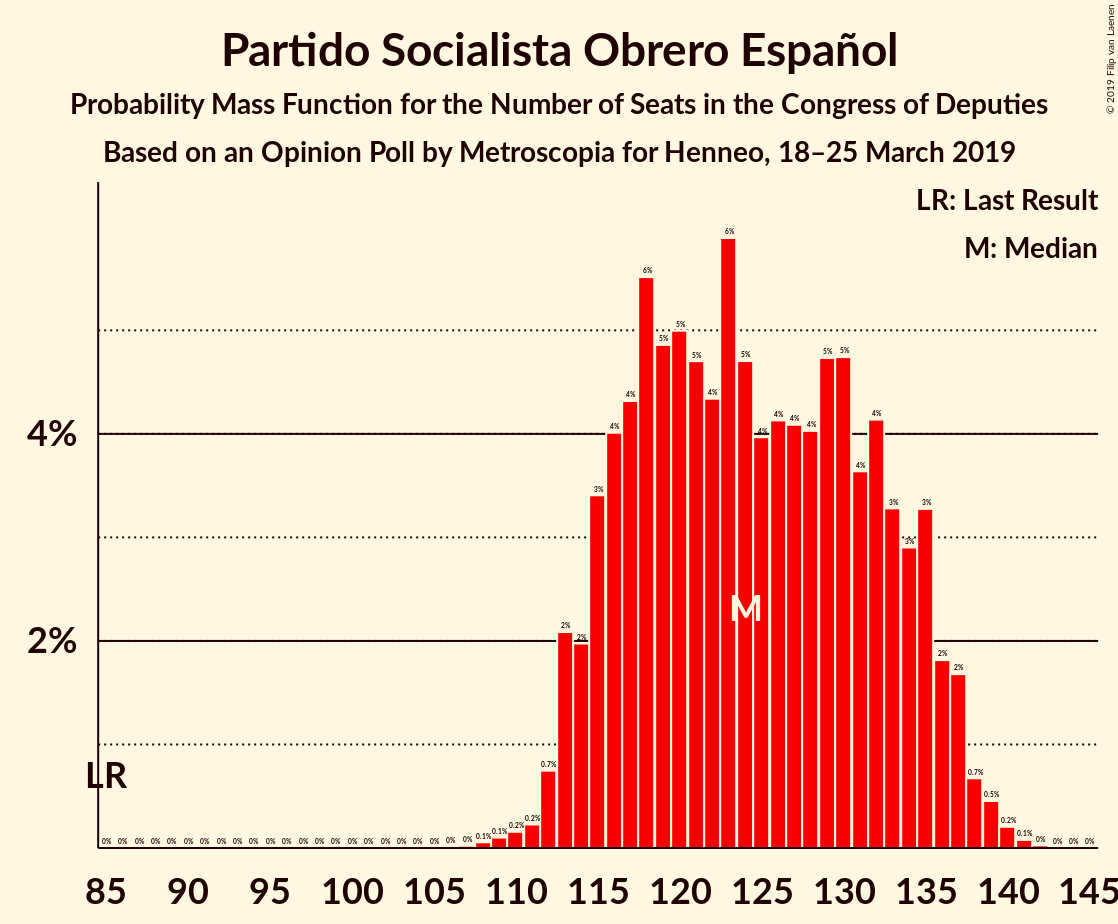 Partido Socialista Obrero Español
Probability Mass Function for the Number of Seats in the Congress of Deputies
Based on an Opinion Poll by Metroscopia for Henneo, 18–25 March 2019
© 2019 Filip van Laenen
LR: Last Result
M: Median
4%
2%
LR
M
0% 0% 0% 0% 0% 0% 0% 0% 0% 0% 0% 0% 0% 0% 0% 0% 0% 0% 0% 0% 0% 0% 0% 0.1% 0.1% 0.2% 0.2% 0.7% 2% 2% 3% 4% 4% 6% 5% 5% 5% 4% 6% 5% 4% 4% 4% 4% 5% 5% 4% 4% 3% 3% 3% 2% 2% 0.7% 0.5% 0.2% 0.1% 0% 0% 0% 0%
85 90 95 100 105 110 115 120 125 130 135 140 145